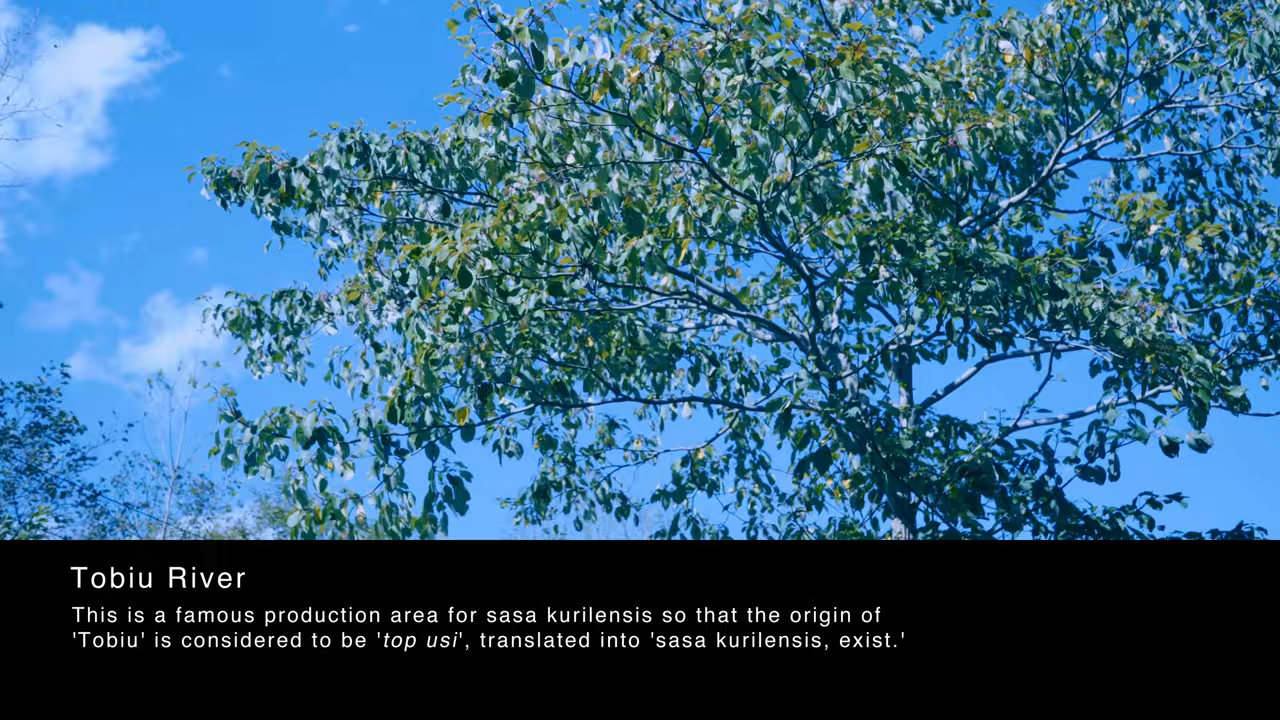 Tobiu River
This is a famous production area for sasa kurilensis so that the origin of
'Tobiu' is considered to be 'top usi', translated into 'sasa kurilensis, exist.'